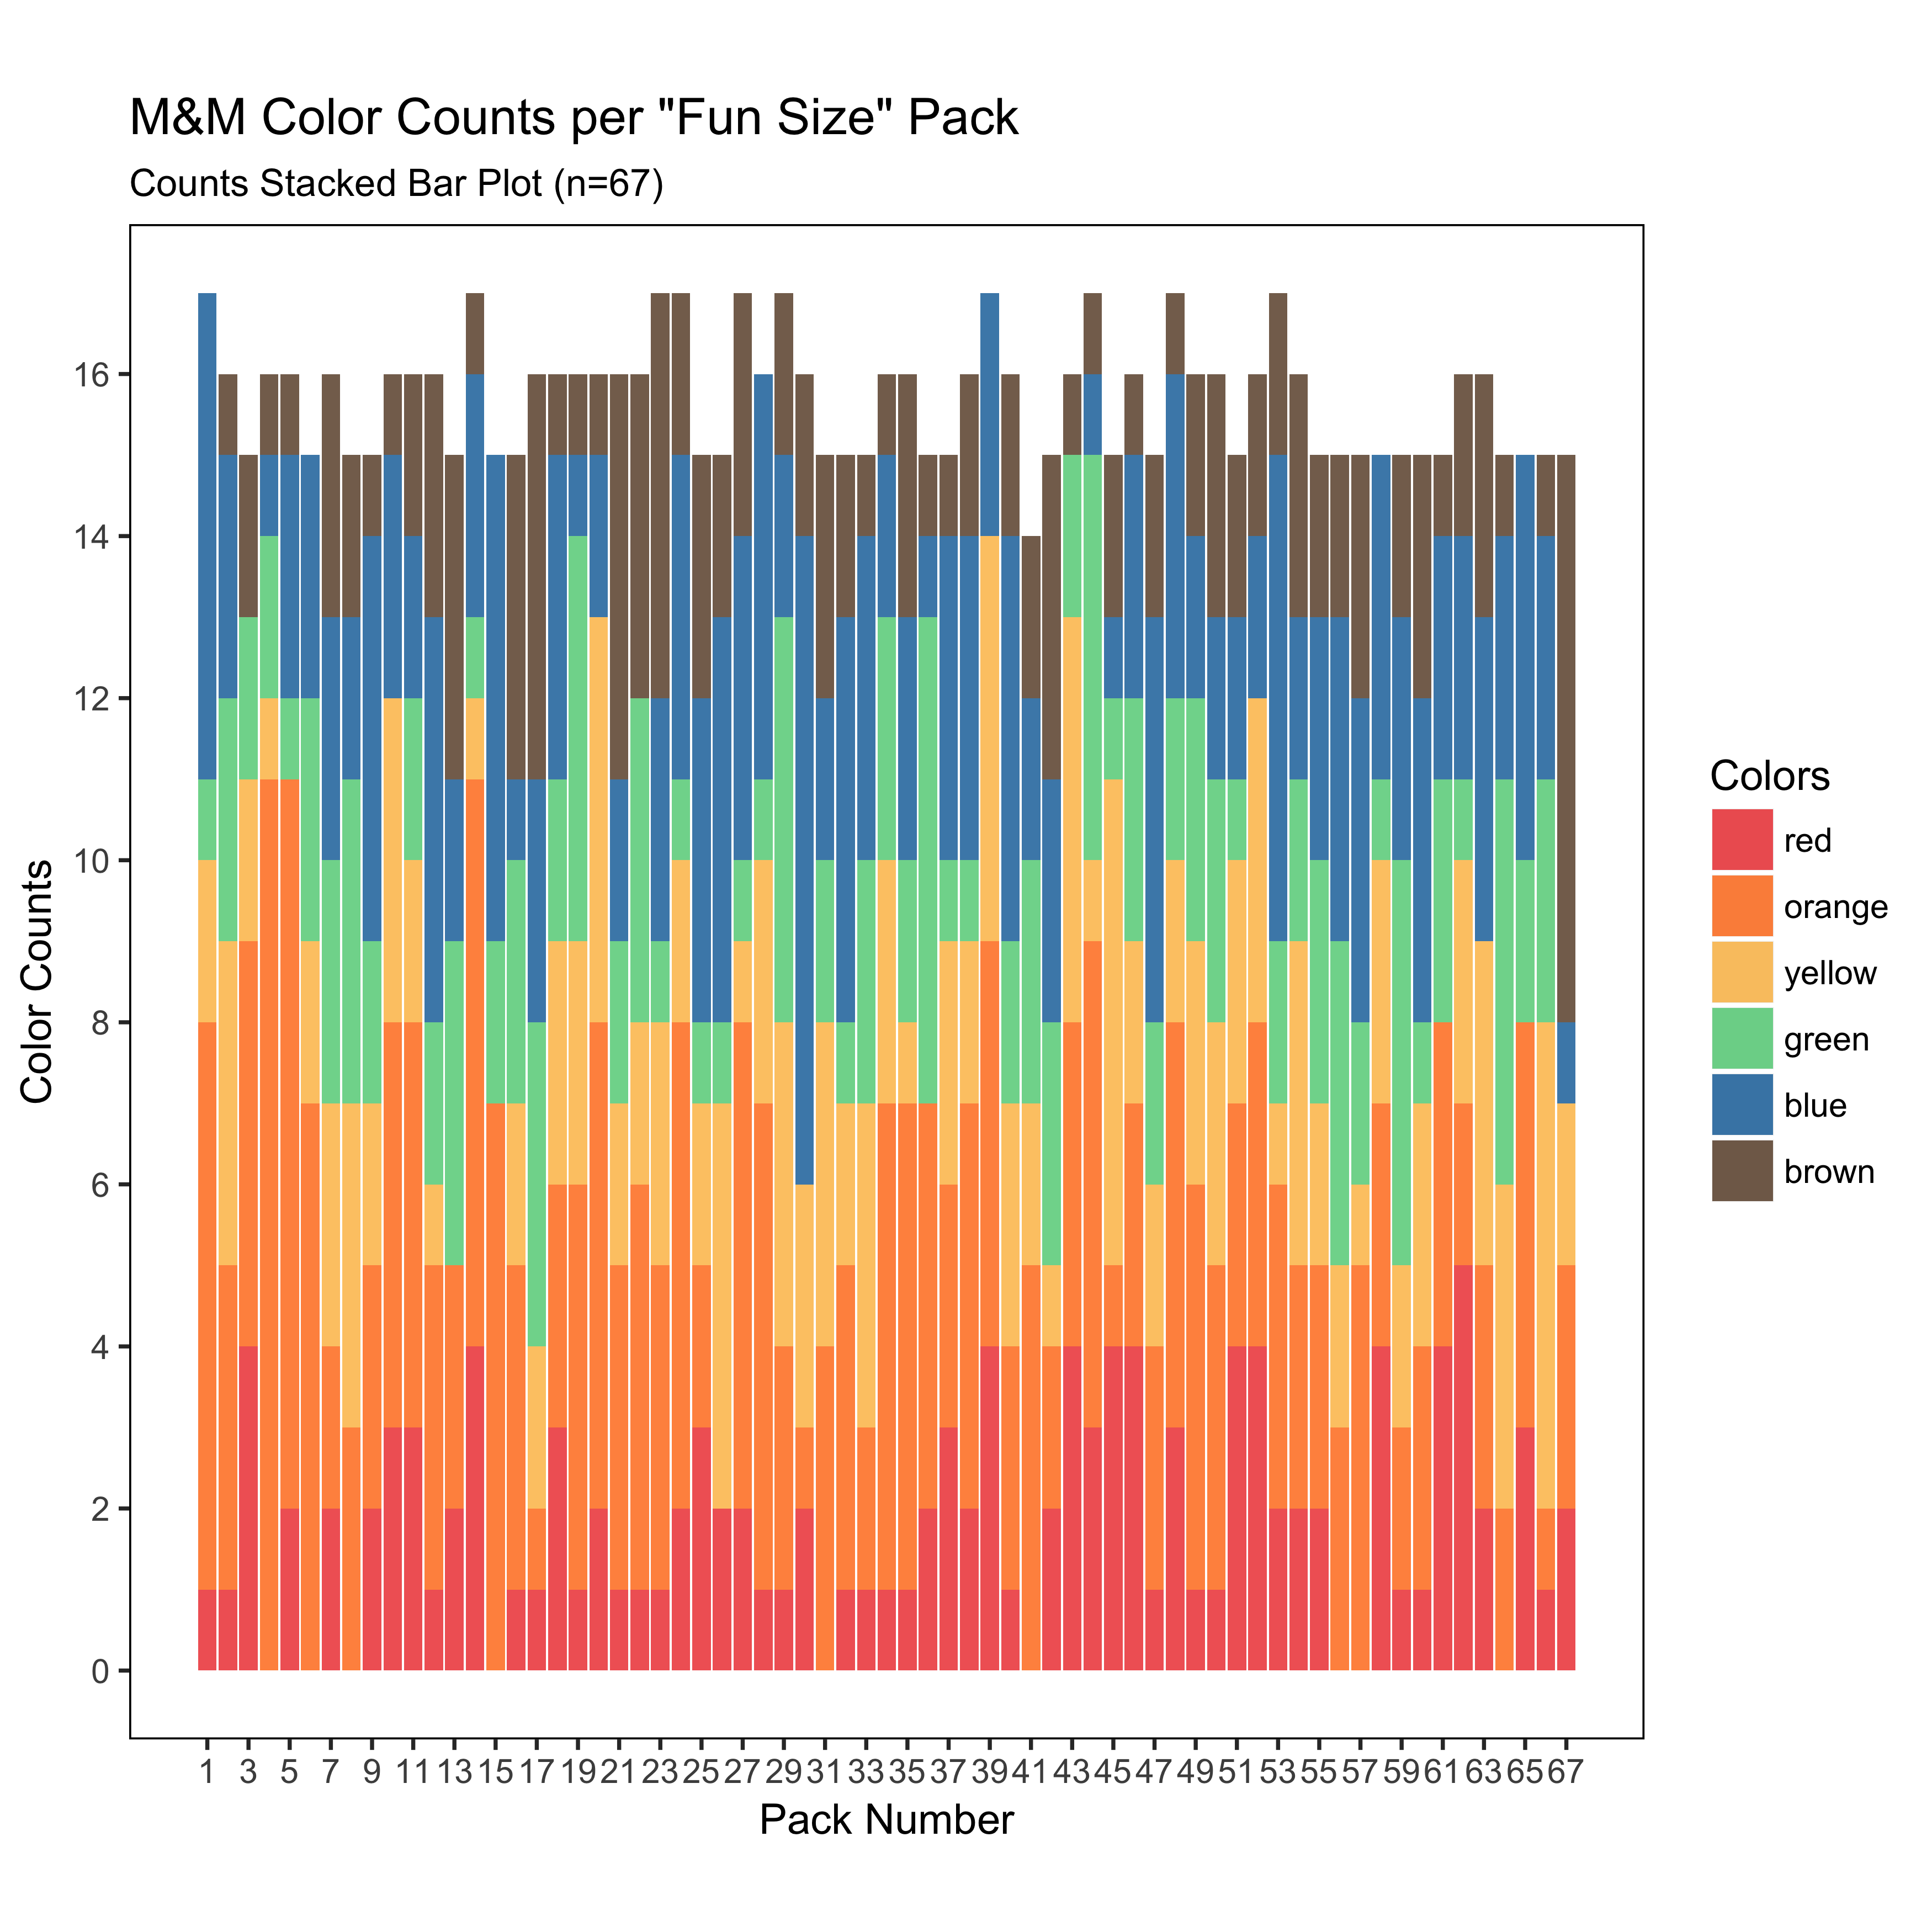 M&M Color Counts per "Fun Size" Pack
Counts Stacked Bar Plot (n=67)
16
14
12
10
8
6
4
2
0
Color Counts
1 3 5 7 9 11 13 15 17 19 21 23 25 27 29 31 33 35 37 39 41 43 45 47 49 51 53 55 57 59 61 63 65 67
Pack Number
Colors
red
orange
yellow
green
blue
brown